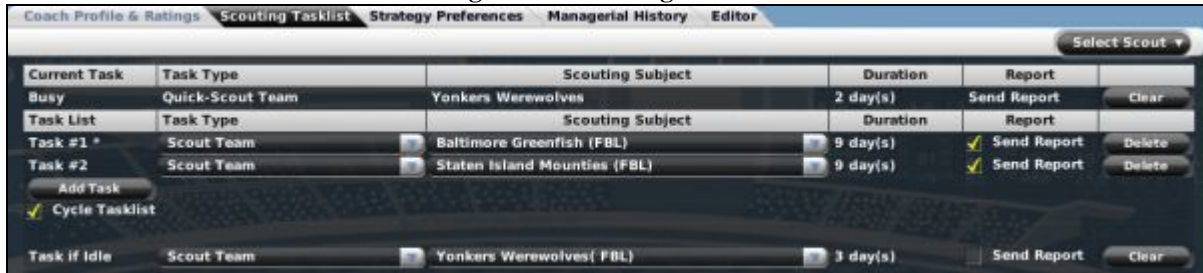 Coach Profile & Ratings Scouting Tasklist Strategy Preferences Managerial History Editor
Select Scout
Current Task Task Type Scouting Subject Duration Report
Busy Quick-Scout Team Yonkers Werewolves 2 day(s) Send Report Clear
Task List Task Type Scouting Subject Duration Report
Task #1 * Scout Team Baltimore Greenfish (FBL) 9 day(s) Send Report Delete
Task #2 Scout Team Staten Island Mounties (FBL) 9 day(s) Send Report Delete
Add Task
Cycle Tasklist
Task if Idle Scout Team Yonkers Werewolves( FBL) 3 day(s) Send Report Clear